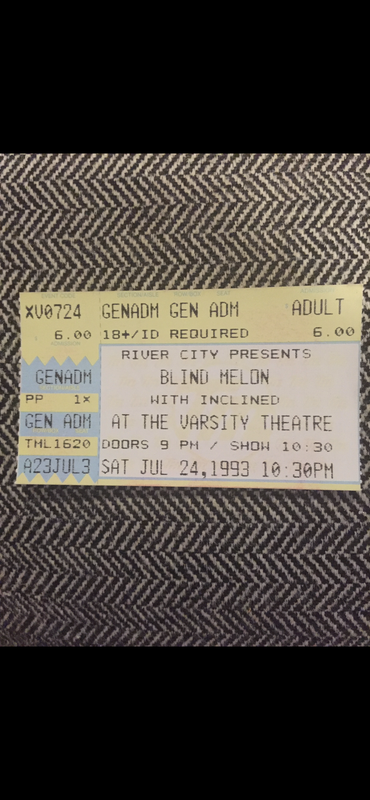 XV0724 GENADM GEN ADM ADULT
6.00 18+/ID REQUIRED 6.00
RIVER CITY PRESENTS
GENADM BLIND MELON
PP 1x WITH INCLINED
GEN ADM AT THE VARSITY THEATRE
TML1620 DOORS 9 PM / SHOW 10:30
A23JUL3 SAT JUL 24,1993 10:30PM